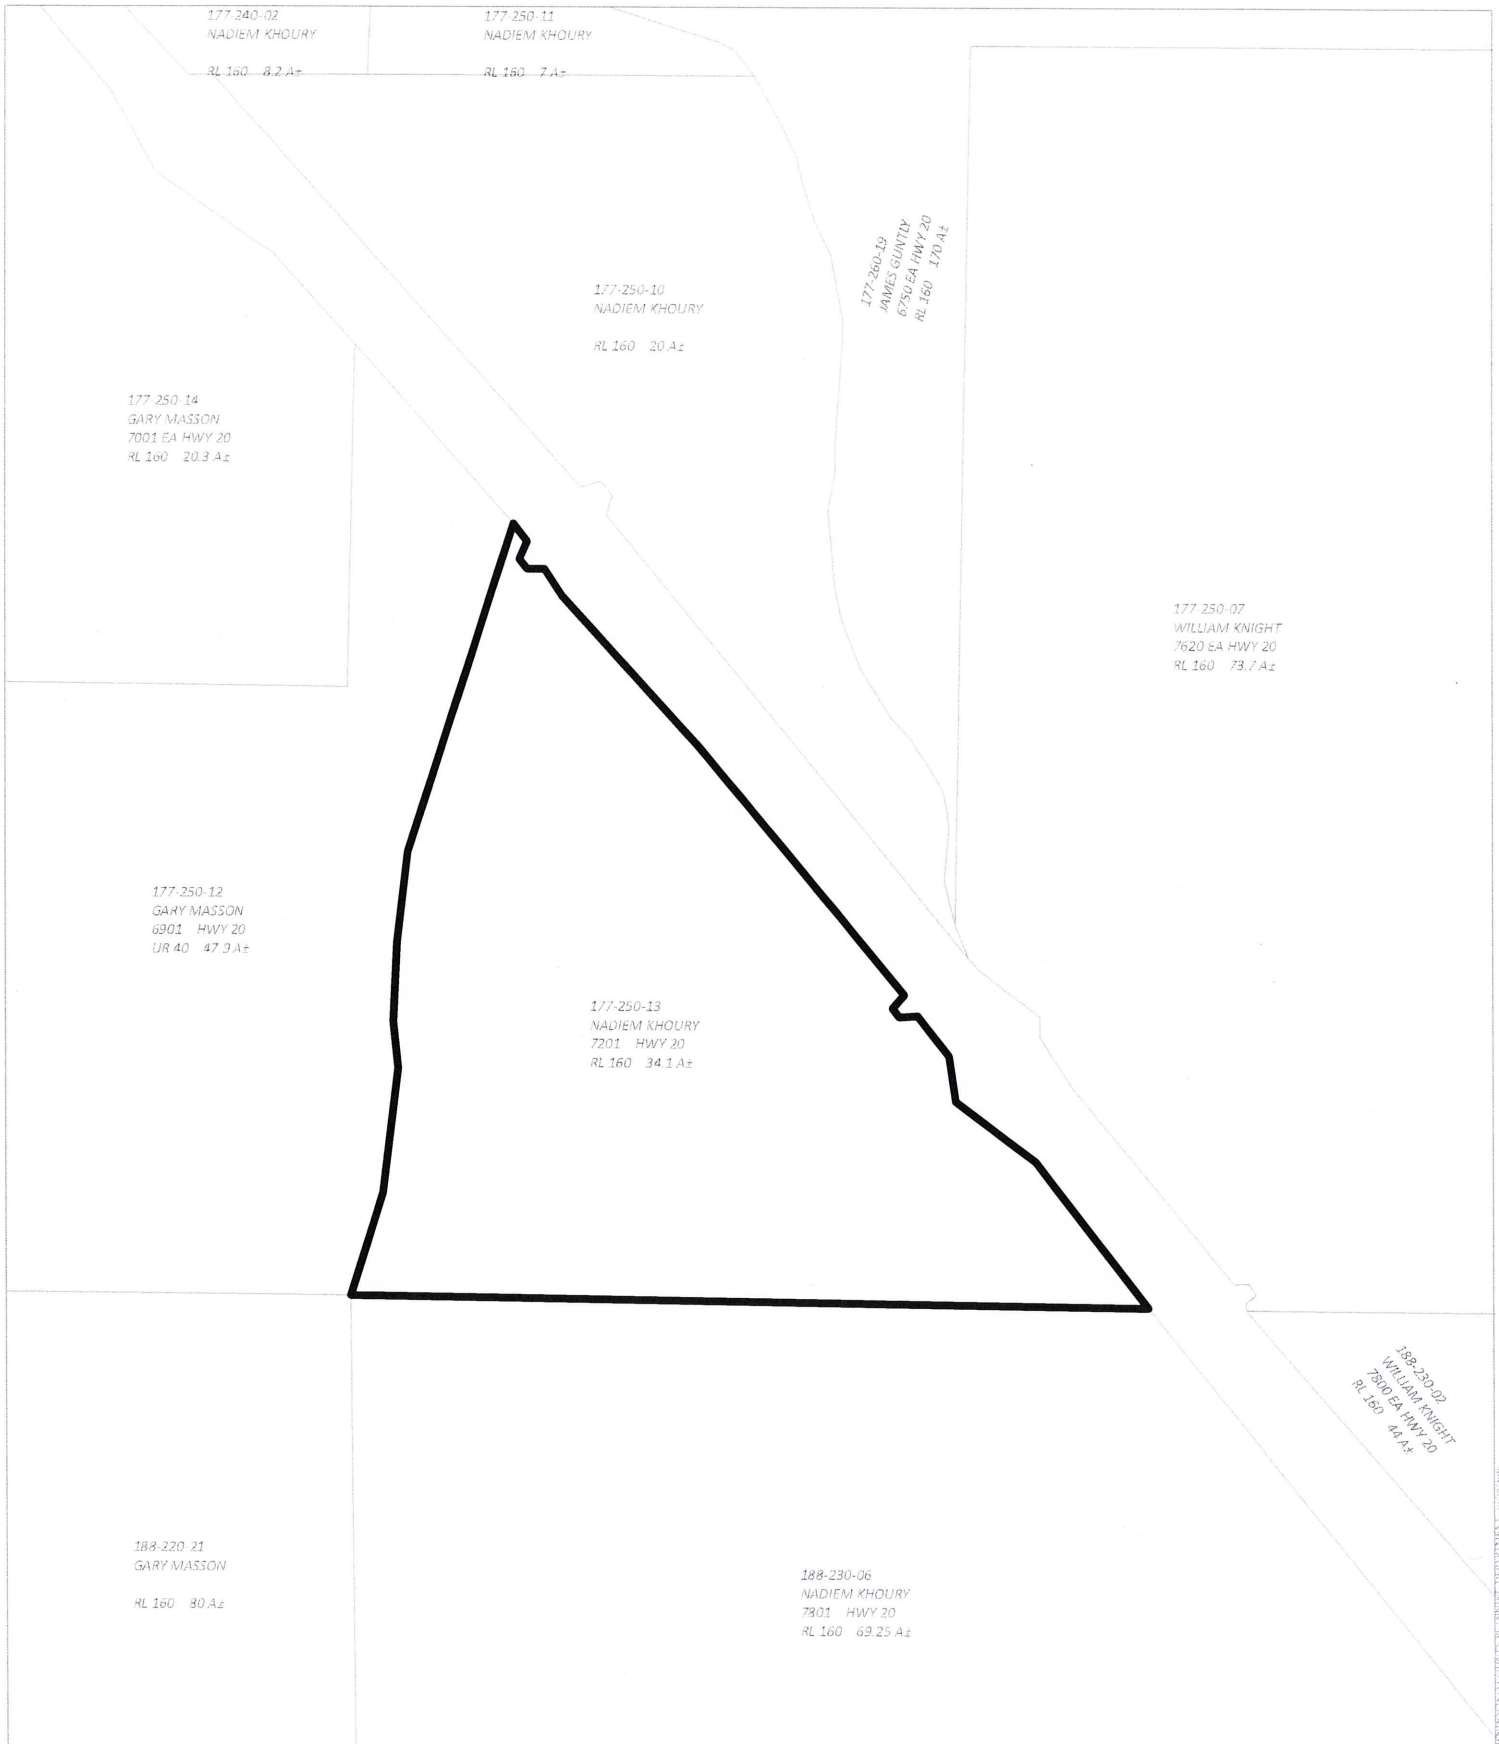 177-240-02
NADIEM KHOURY
RL 160 8.2 A±
177-250-11
NADIEM KHOURY
RL 160 7 A±
177-260-19
JAMES GUNTLY
6750 EA HWY 20
RL 160 170 A±
177-250-10
NADIEM KHOURY
RL 160 20 A±
177-250-14
GARY MASSON
7001 EA HWY 20
RL 160 20.3 A±
177-250-07
WILLIAM KNIGHT
7620 EA HWY 20
RL 160 73.7 A±
177-250-12
GARY MASSON
6901 HWY 20
UR 40 47.9 A±
177-250-13
NADIEM KHOURY
7201 HWY 20
RL 160 34.1 A±
188-230-02
WILLIAM KNIGHT
7800 EA HWY 20
RL 160 44 A±
188-220-21
GARY MASSON
RL 160 80 A±
188-230-06
NADIEM KHOURY
7801 HWY 20
RL 160 69.25 A±